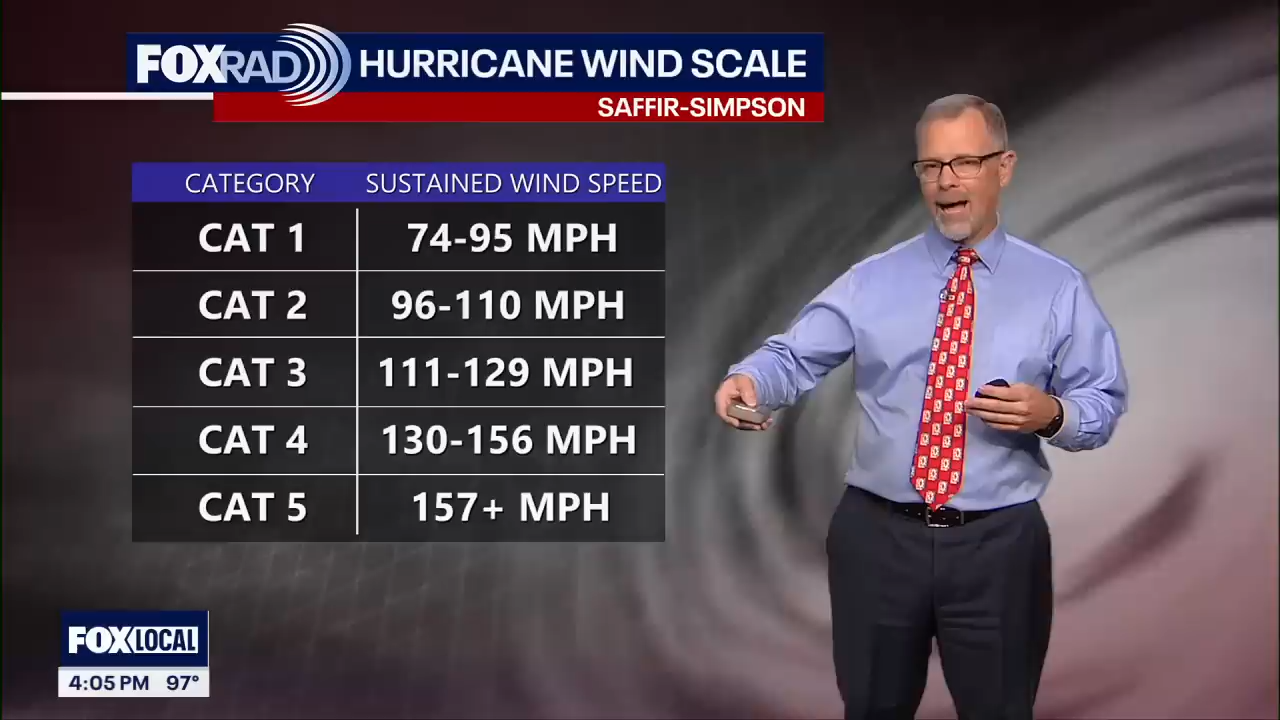 FOXRAD HURRICANE WIND SCALE
SAFFIR-SIMPSON
CATEGORY SUSTAINED WIND SPEED
CAT 1 74-95 MPH
CAT 2 96-110 MPH
CAT 3 111-129 MPH
CAT 4 130-156 MPH
CAT 5 157+ MPH
FOX LOCAL
4:05 PM 97°